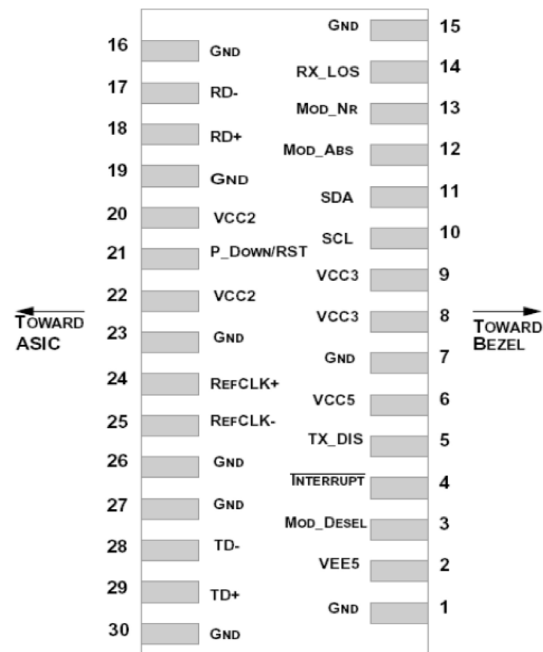 GND 15
16 GND
RX_LOS 14
17 RD-
MOD_NR 13
18 RD+
MOD_ABS 12
19 GND
SDA 11
20 VCC2
SCL 10
21 P_DOWN/RST
VCC3 9
22 VCC2
VCC3 8
TOWARD ASIC
TOWARD BEZEL
23 GND
GND 7
24 REFCLK+
VCC5 6
25 REFCLK-
TX_DIS 5
26 GND
INTERRUPT 4
27 GND
MOD_DESEL 3
28 TD-
VEE5 2
29 TD+
GND 1
30 GND